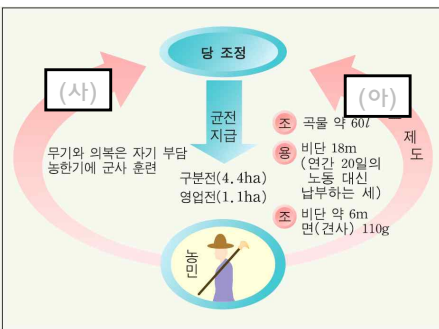 당 조정
(사)
(아)
균전
지급
무기와 의복은 자기 부담
농한기에 군사 훈련
구분전(4.4ha)
영업전(1.1ha)
조 곡물 약 60ℓ
용 비단 18m
(연간 20일의
노동 대신
납부하는 세)
조 비단 약 6m
면(견사) 110g
제
도
농
민